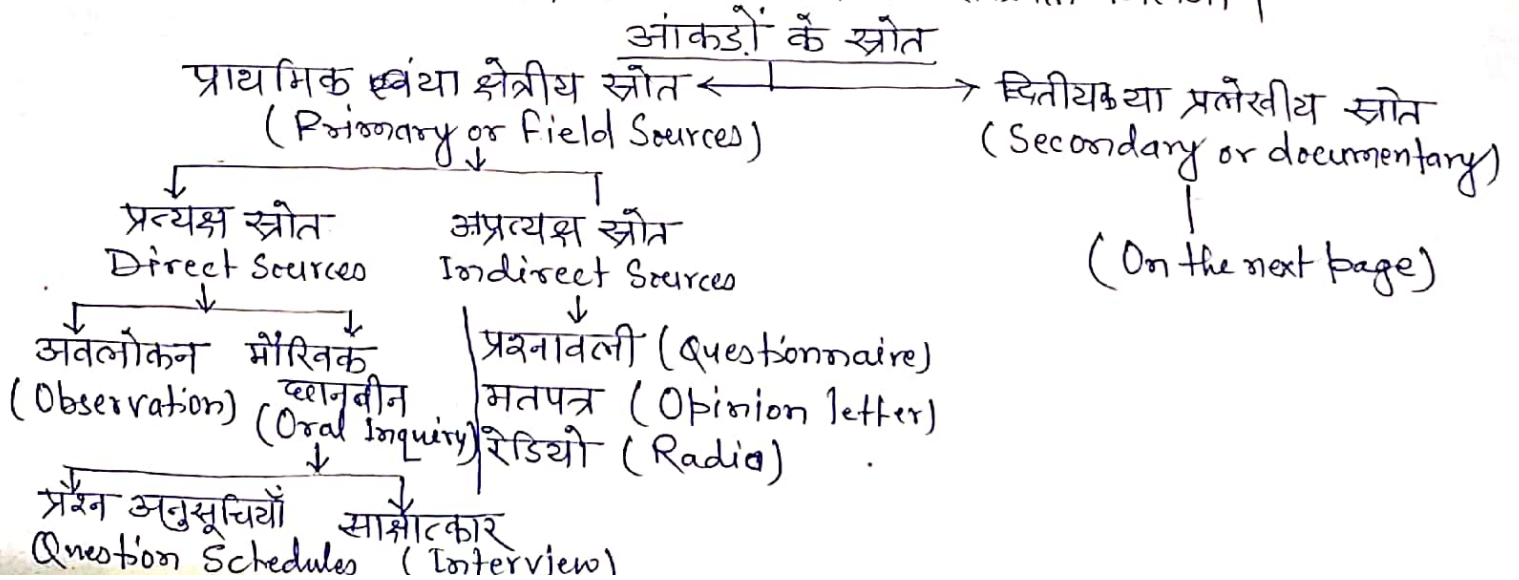 आंकड़ों के स्रोत
प्राथमिक एवं या क्षेत्रीय स्रोत द्वितीयक या प्रलेखीय स्रोत
(Primary or field Sources) (Secondary or documentary)
प्रत्यक्ष स्रोत अप्रत्यक्ष स्रोत
Direct Sources Indirect Sources (On the next page)
अवलोकन मौखिक प्रश्नावली (Questionnaire)
(Observation) छानबीन मतपत्र (Opinion letter)
(Oral Inquiry) रेडियो (Radio)
प्रश्न अनुसूचियाँ साक्षात्कार
Question Schedules (Interview)